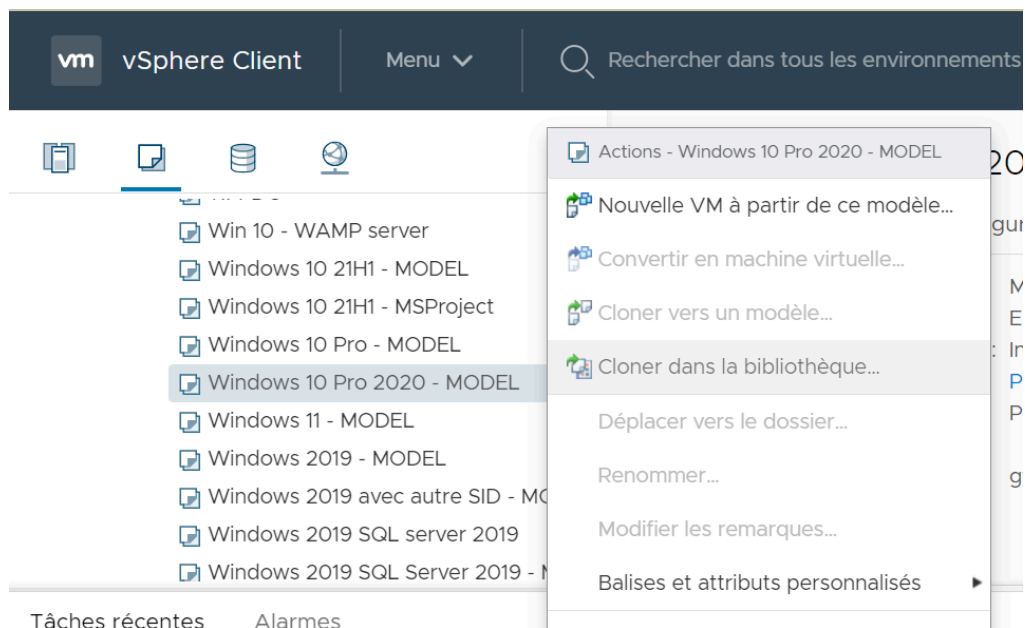 vm vSphere Client Menu Rechercher dans tous les environnements
Actions - Windows 10 Pro 2020 - MODEL
Nouvelle VM à partir de ce modèle...
Convertir en machine virtuelle...
Cloner vers un modèle...
Cloner dans la bibliothèque...
Déplacer vers le dossier...
Renommer...
Modifier les remarques...
Balises et attributs personnalisés
Win 10 - WAMP server
Windows 10 21H1 - MODEL
Windows 10 21H1 - MSProject
Windows 10 Pro - MODEL
Windows 10 Pro 2020 - MODEL
Windows 11 - MODEL
Windows 2019 - MODEL
Windows 2019 avec autre SID - MO
Windows 2019 SQL server 2019
Windows 2019 SQL Server 2019 -
Tâches récentes Alarmes